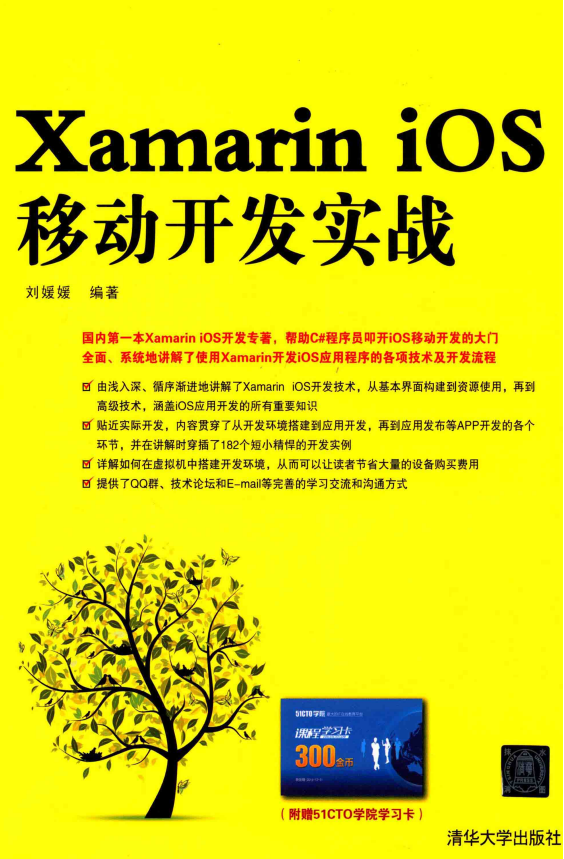 Xamarin iOS
移动开发实战
刘媛媛 编著
国内第一本Xamarin iOS开发专著，帮助C#程序员叩开iOS移动开发的大门
全面、系统地讲解了使用Xamarin开发iOS应用程序的各项技术及开发流程
由浅入深、循序渐进地讲解了Xamarin iOS开发技术，从基本界面构建到资源使用，再到
高级技术，涵盖iOS应用开发的所有重要知识
贴近实际开发，内容贯穿了从开发环境搭建到应用开发，再到应用发布等APP开发的各个
环节，并在讲解时穿插了182个短小精悍的开发实例
详解如何在虚拟机中搭建开发环境，从而可以让读者节省大量的设备购买费用
提供了QQ群、技术论坛和E-mail等完善的学习交流和沟通方式
51CTO学院
课程学习卡
300金币
（附赠51CTO学院学习卡）
清华大学出版社